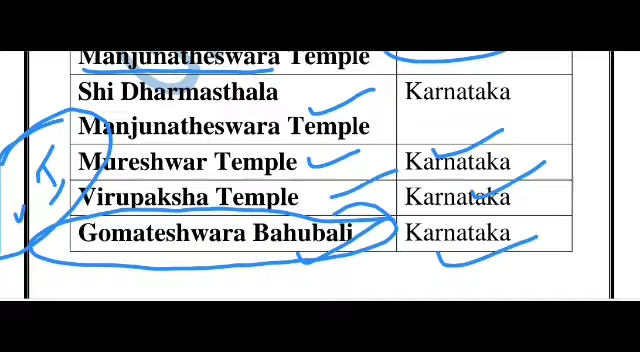 Manjunatheswara Temple
Shi Dharmasthala Karnataka
Manjunatheswara Temple
Mureshwar Temple Karnataka
Virupaksha Temple Karnataka
Gomateshwara Bahubali Karnataka